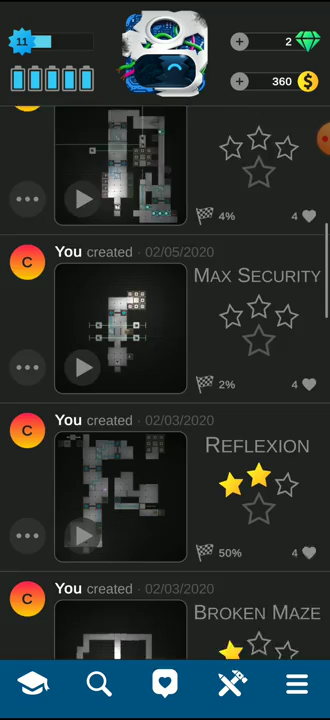 11
2
360
4%
4
You created · 02/05/2020
C
MAX SECURITY
2%
4
You created · 02/03/2020
C
REFLEXION
50%
4
You created · 02/03/2020
C
BROKEN MAZE